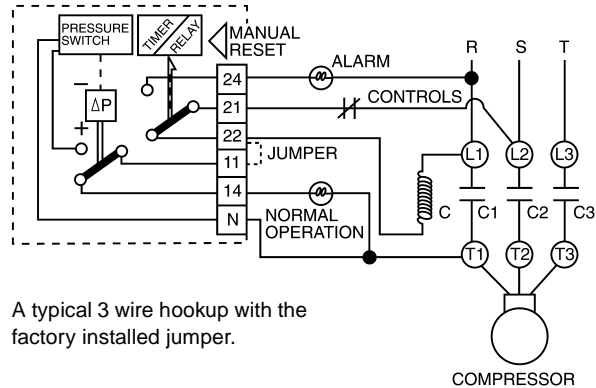 PRESSURE
SWITCH
TIMER
RELAY
MANUAL
RESET
ALARM
R
S
T
24
21
22
11
14
N
CONTROLS
JUMPER
−
ΔP
+
L1
L2
L3
C
C1
C2
C3
NORMAL
OPERATION
T1
T2
T3
A typical 3 wire hookup with the
factory installed jumper.
COMPRESSOR